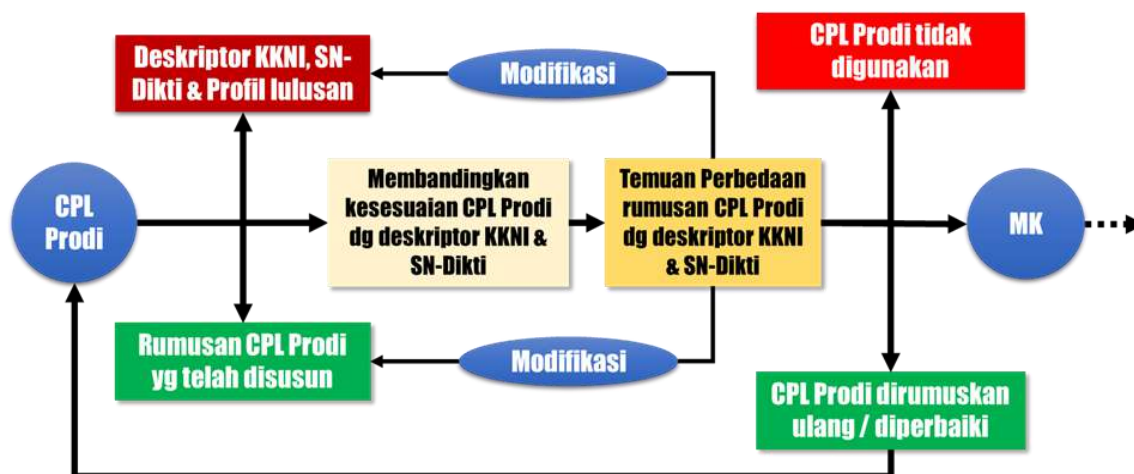 Deskriptor KKNI, SN-
Dikti & Profil lulusan
Modifikasi
CPL Prodi tidak
digunakan
CPL
Prodi
Membandingkan
kesesuaian CPL Prodi
dg deskriptor KKNI &
SN-Dikti
Temuan Perbedaan
rumusan CPL Prodi
dg deskriptor KKNI
& SN-Dikti
MK
Rumusan CPL Prodi
yg telah disusun
Modifikasi
CPL Prodi dirumuskan
ulang / diperbaiki